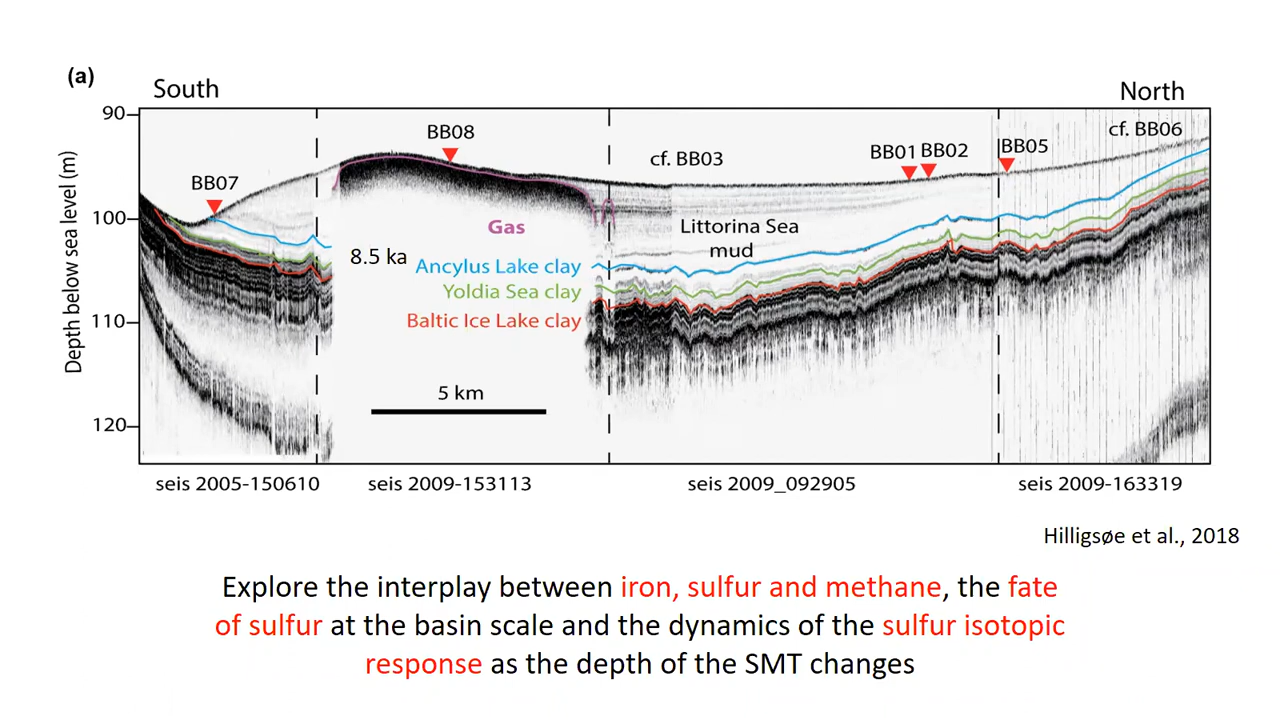 (a)
South
North
90
100
110
120
Depth below sea level (m)
BB07
BB08
cf. BB03
BB01 BB02
BB05
cf. BB06
Gas
Littorina Sea
mud
8.5 ka
Ancylus Lake clay
Yoldia Sea clay
Baltic Ice Lake clay
5 km
seis 2005-150610
seis 2009-153113
seis 2009_092905
seis 2009-163319
Hilligsøe et al., 2018
Explore the interplay between iron, sulfur and methane, the fate
of sulfur at the basin scale and the dynamics of the sulfur isotopic
response as the depth of the SMT changes